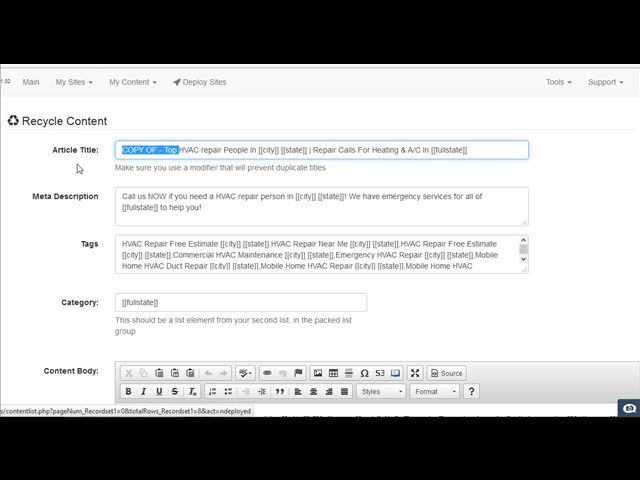 1.02 Main My Sites My Content Deploy Sites Tools Support
Recycle Content
Article Title: COPY OF - Top HVAC repair People In [[city]] [[state]] | Repair Calls For Heating & A/C In [[fullstate]]
Make sure you use a modifier that will prevent duplicate titles
Meta Description Call us NOW if you need a HVAC repair person in [[city]] [[state]]! We have emergency services for all of
[[fullstate]] to help you!
Tags HVAC Repair Free Estimate [[city]] [[state]],HVAC Repair Near Me [[city]] [[state]],HVAC Repair Free Estimate
[[city]] [[state]],Commercial HVAC Maintenance [[city]] [[state]],Emergency HVAC Repair [[city]] [[state]],Mobile
Home HVAC Duct Repair [[city]] [[state]],Mobile Home HVAC Repair [[city]] [[state]],Mobile Home HVAC
Category: [[fullstate]]
This should be a list element from your second list, in the packed list
group
Content Body: ABC Ω S3 Source
B I U S Tx Styles Format ?
s/contentlist.php?pageNum_Recordset1=0&totalRows_Recordset1=8&act=ndeployed